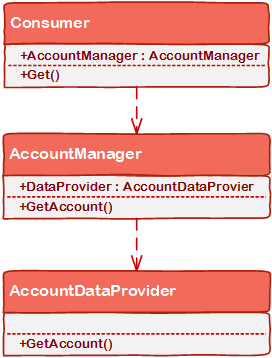 Consumer
+AccountManager : AccountManager
+Get()
AccountManager
+DataProvider : AccountDataProvier
+GetAccount()
AccountDataProvider
+GetAccount()